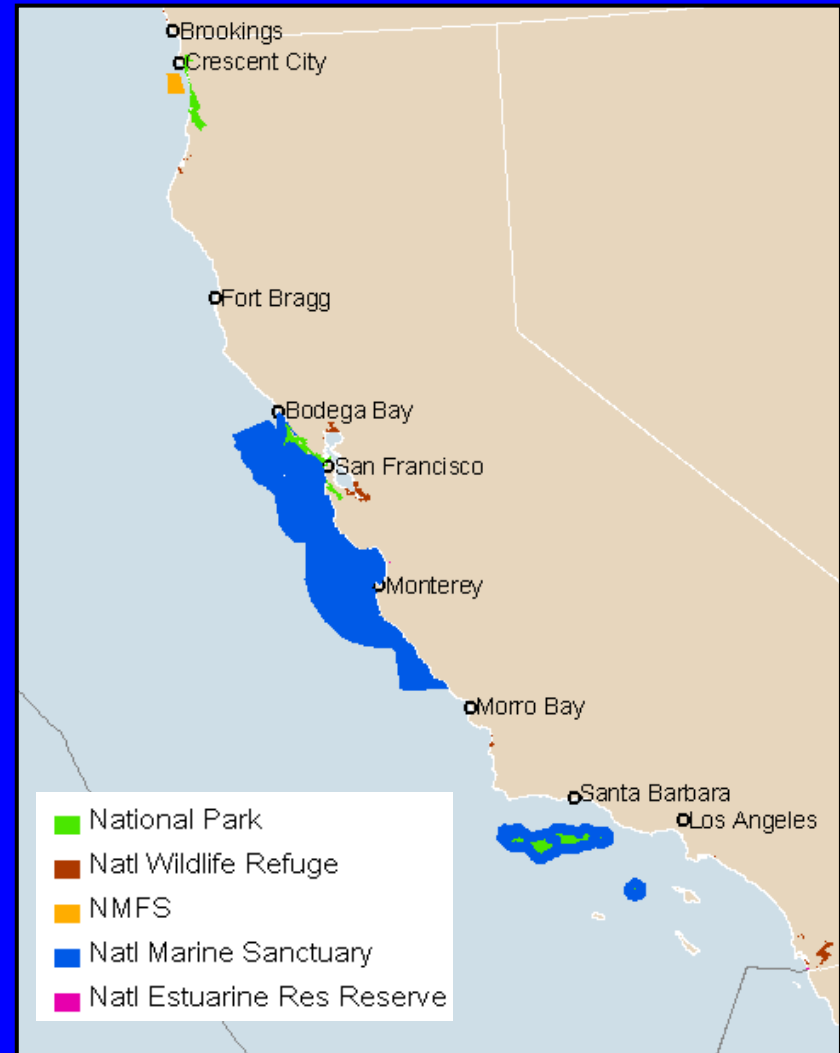 Brookings
Crescent City
Fort Bragg
Bodega Bay
San Francisco
Monterey
Morro Bay
Santa Barbara
Los Angeles
National Park
Natl Wildlife Refuge
NMFS
Natl Marine Sanctuary
Natl Estuarine Res Reserve